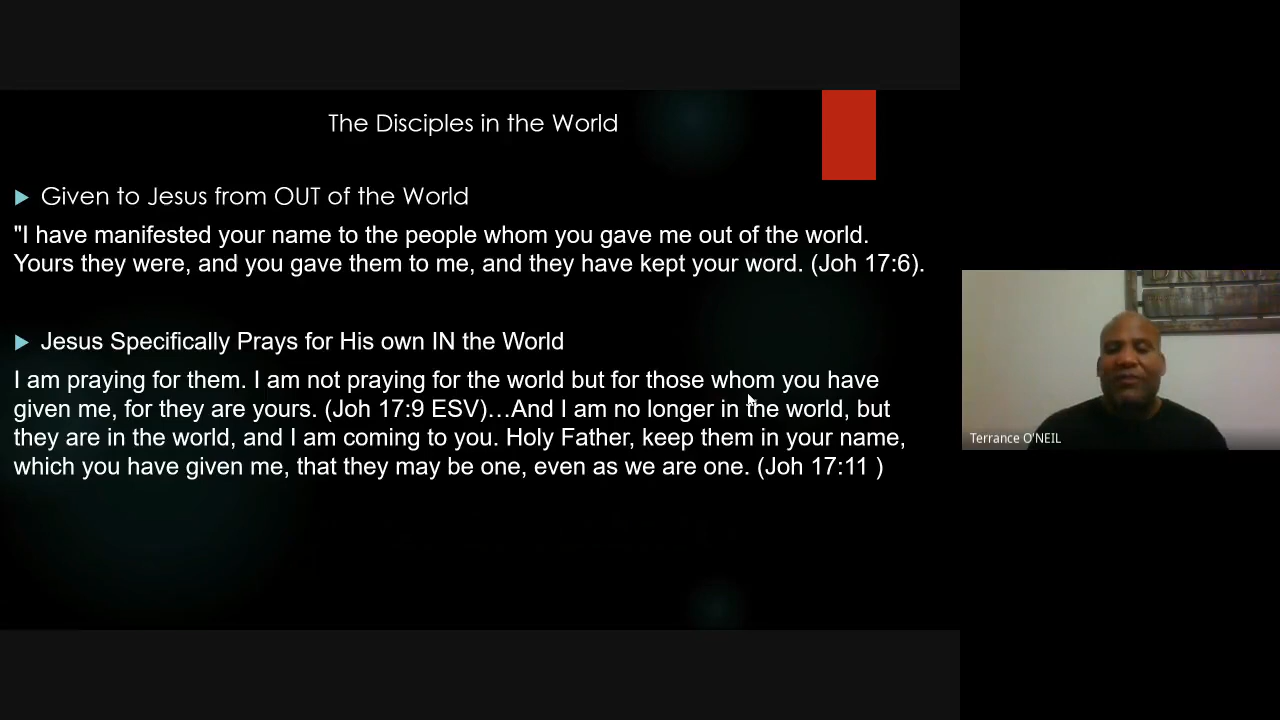 The Disciples in the World
Given to Jesus from OUT of the World
"I have manifested your name to the people whom you gave me out of the world.
Yours they were, and you gave them to me, and they have kept your word. (Joh 17:6).
Jesus Specifically Prays for His own IN the World
I am praying for them. I am not praying for the world but for those whom you have
given me, for they are yours. (Joh 17:9 ESV)…And I am no longer in the world, but
they are in the world, and I am coming to you. Holy Father, keep them in your name,
which you have given me, that they may be one, even as we are one. (Joh 17:11 )
Terrance O'NEIL